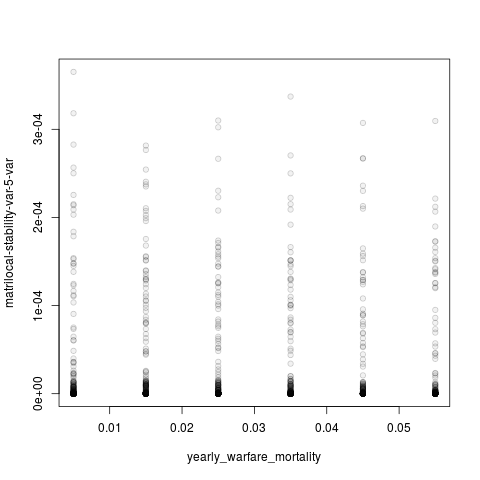 matrilocal-stability-var-5-var
3e-04
2e-04
1e-04
0e+00
0.01 0.02 0.03 0.04 0.05
yearly_warfare_mortality